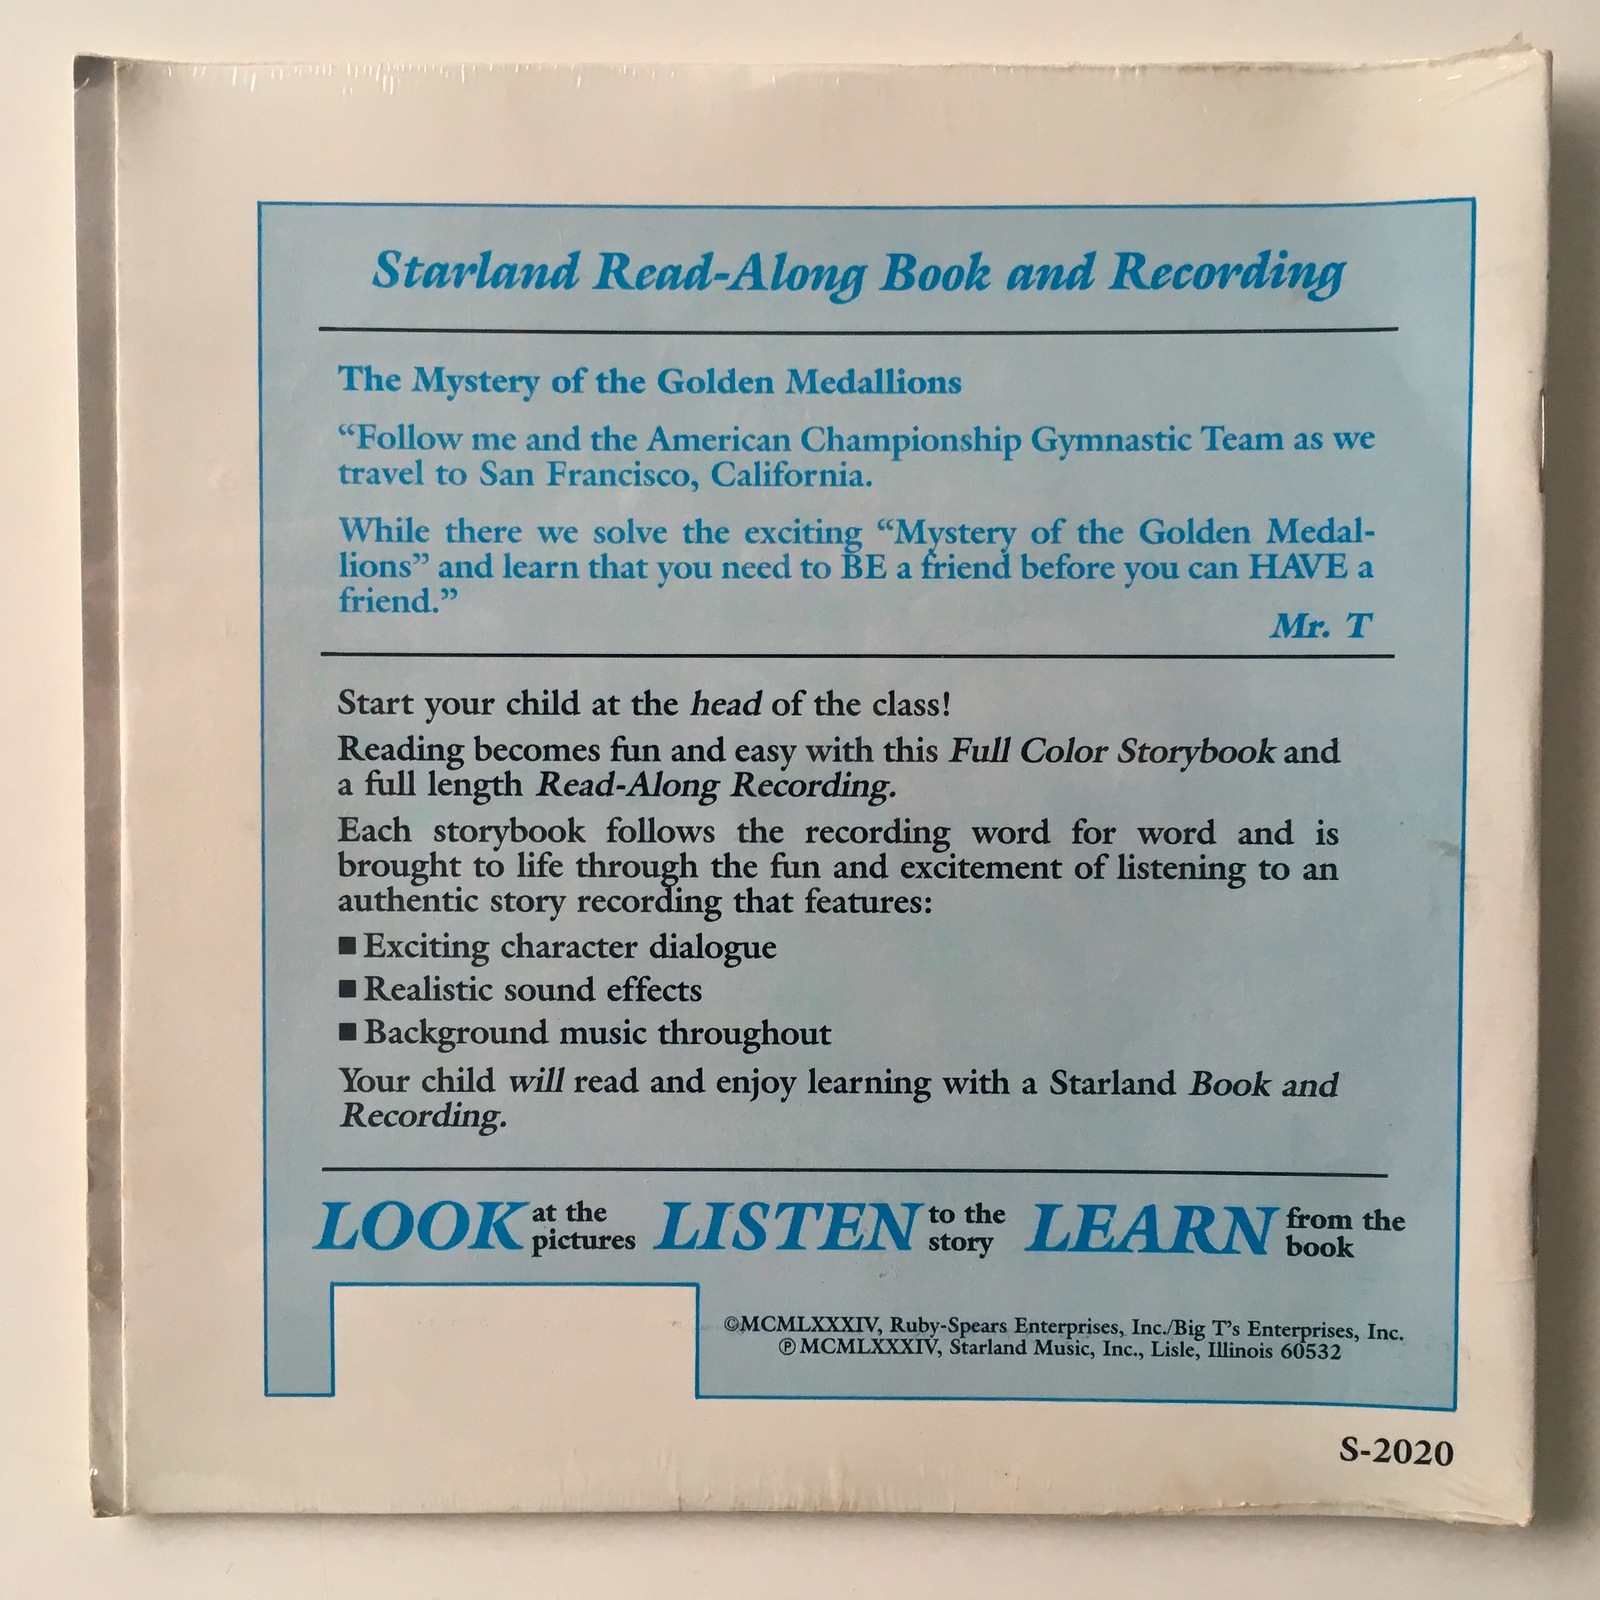 Starland Read-Along Book and Recording
The Mystery of the Golden Medallions
“Follow me and the American Championship Gymnastic Team as we
travel to San Francisco, California.
While there we solve the exciting “Mystery of the Golden Medal-
lions” and learn that you need to BE a friend before you can HAVE a
friend.”
Mr. T
Start your child at the head of the class!
Reading becomes fun and easy with this Full Color Storybook and
a full length Read-Along Recording.
Each storybook follows the recording word for word and is
brought to life through the fun and excitement of listening to an
authentic story recording that features:
■ Exciting character dialogue
■ Realistic sound effects
■ Background music throughout
Your child will read and enjoy learning with a Starland Book and
Recording.
LOOK at the pictures LISTEN to the story LEARN from the book
©MCMLXXXIV, Ruby-Spears Enterprises, Inc./Big T's Enterprises, Inc.
℗MCMLXXXIV, Starland Music, Inc., Lisle, Illinois 60532
S-2020